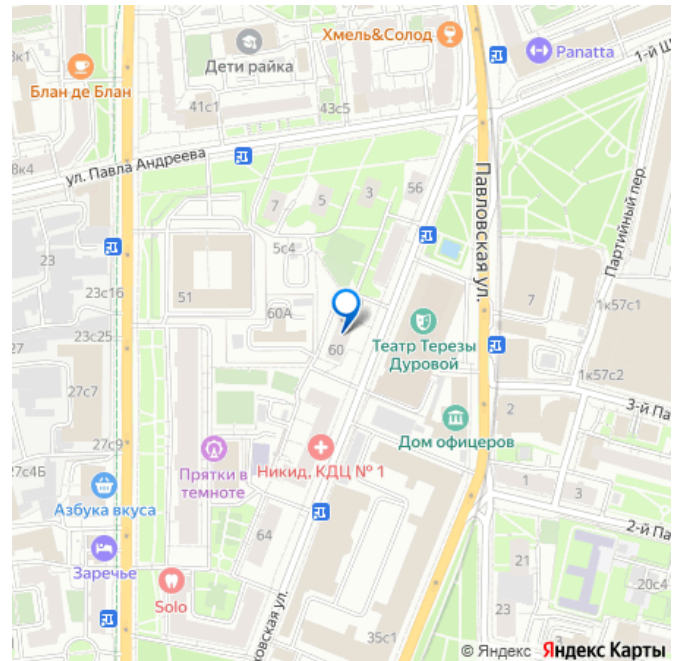 Хмель&Солод
Panatta
Дети райка
к1
Блан де Блан
41с1
43с5
1-й Ш
8к4
ул. Павла Андреева
Павловская ул.
Партийный пер.
56
3
5
7
5с4
23
51
23с16
60А
7
1к57с1
23с25
60
Театр Терезы
Дуровой
27
1к57с2
27с7
2
3-й Па
Дом офицеров
27с9
Никид, КДЦ № 1
Прятки в
темноте
27с4Б
1
3
Азбука вкуса
64
2-й Па
Заречье
21
Solo
20с4
23
35с1
ховская ул.
© Яндекс Яндекс Карты